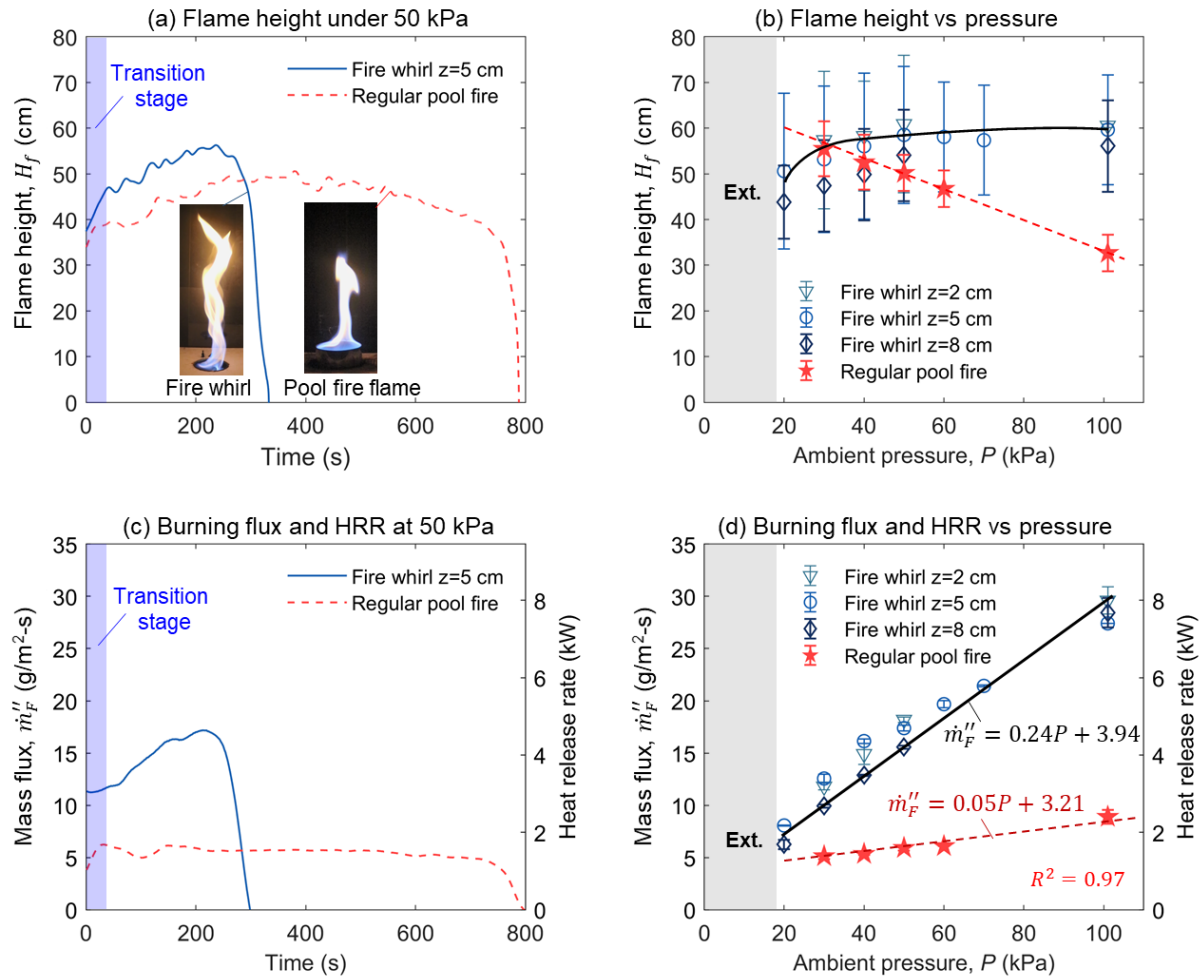 (a) Flame height under 50 kPa
80
70
60
50
40
30
20
10
0
Flame height, H_f (cm)
Transition
stage
Fire whirl z=5 cm
Regular pool fire
Fire whirl
Pool fire flame
0 200 400 600 800
Time (s)
(b) Flame height vs pressure
80
70
60
50
40
30
20
10
0
Flame height, H_f (cm)
Ext.
Fire whirl z=2 cm
Fire whirl z=5 cm
Fire whirl z=8 cm
Regular pool fire
0 20 40 60 80 100
Ambient pressure, P (kPa)
(c) Burning flux and HRR at 50 kPa
35
30
25
20
15
10
5
0
Mass flux, ṁ″_F (g/m²-s)
Transition
stage
Fire whirl z=5 cm
Regular pool fire
8
6
4
2
0
Heat release rate (kW)
0 200 400 600 800
Time (s)
(d) Burning flux and HRR vs pressure
35
30
25
20
15
10
5
0
Mass flux, ṁ″_F (g/m²-s)
Fire whirl z=2 cm
Fire whirl z=5 cm
Fire whirl z=8 cm
Regular pool fire
ṁ″_F = 0.24P + 3.94
ṁ″_F = 0.05P + 3.21
Ext.
R² = 0.97
8
6
4
2
0
Heat release rate (kW)
0 20 40 60 80 100
Ambient pressure, P (kPa)